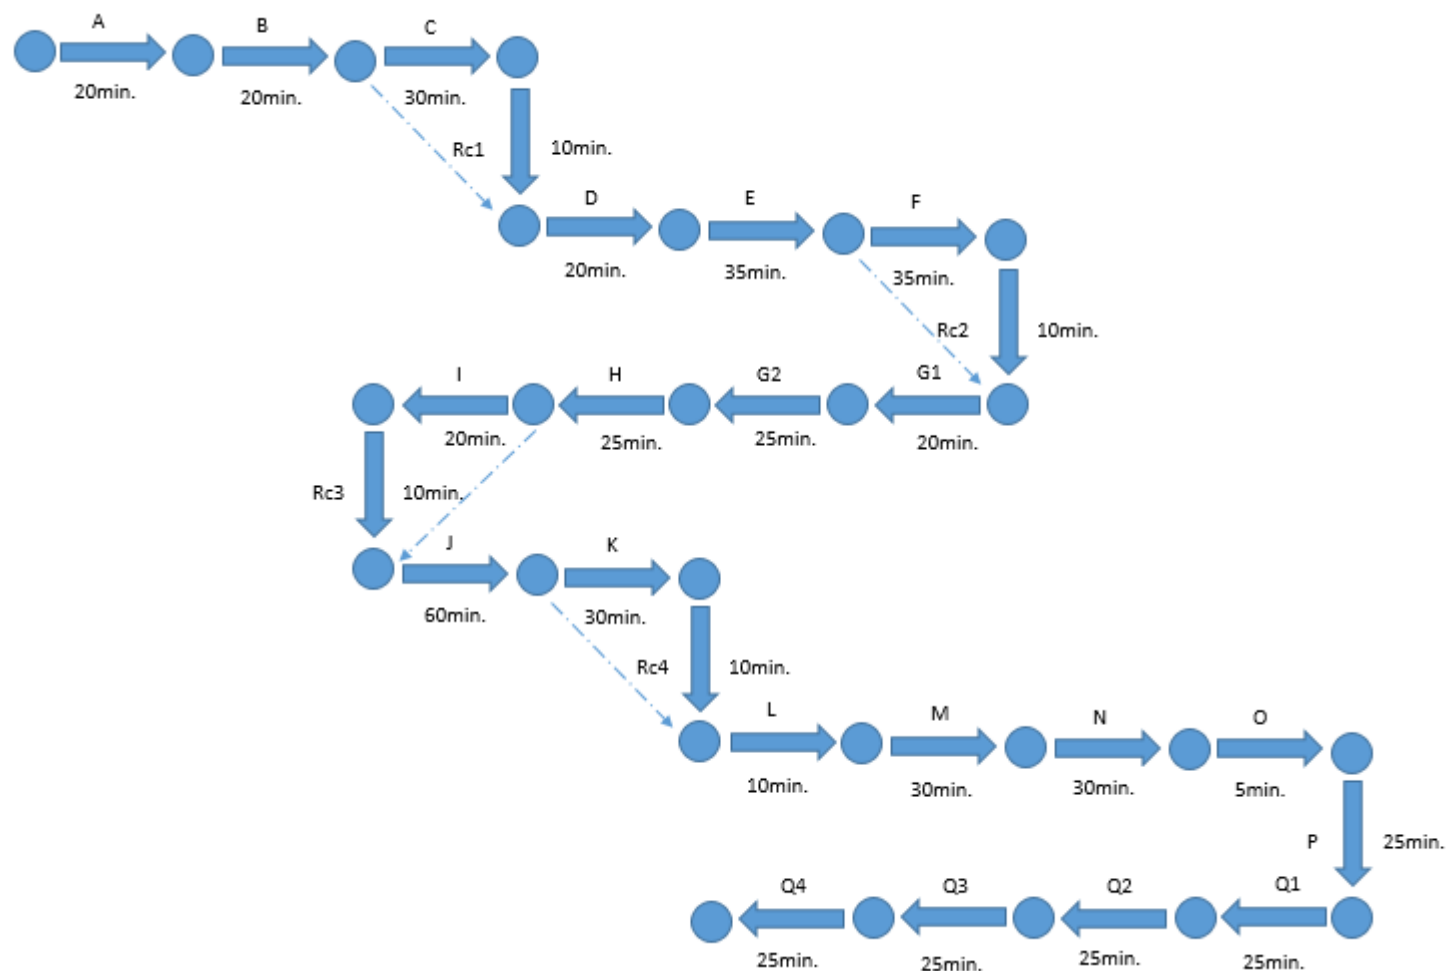 A B C
20min. 20min. 30min.
Rc1 10min.
D E F
20min. 35min. 35min.
Rc2 10min.
I H G2 G1
20min. 25min. 25min. 20min.
Rc3 10min.
J K
60min. 30min.
Rc4 10min.
L M N O
10min. 30min. 30min. 5min.
P 25min.
Q4 Q3 Q2 Q1
25min. 25min. 25min. 25min.